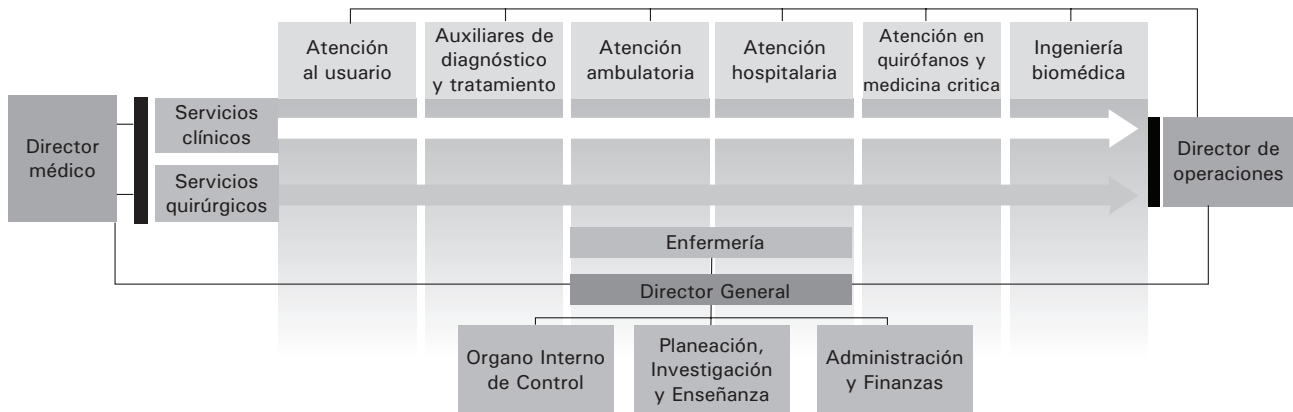 Atención
al usuario
Auxiliares de
diagnóstico
y tratamiento
Atención
ambulatoria
Atención
hospitalaria
Atención en
quirófanos y
medicina critica
Ingeniería
biomédica
Director
médico
Servicios
clínicos
Servicios
quirúrgicos
Director de
operaciones
Enfermería
Director General
Organo Interno
de Control
Planeación,
Investigación
y Enseñanza
Administración
y Finanzas